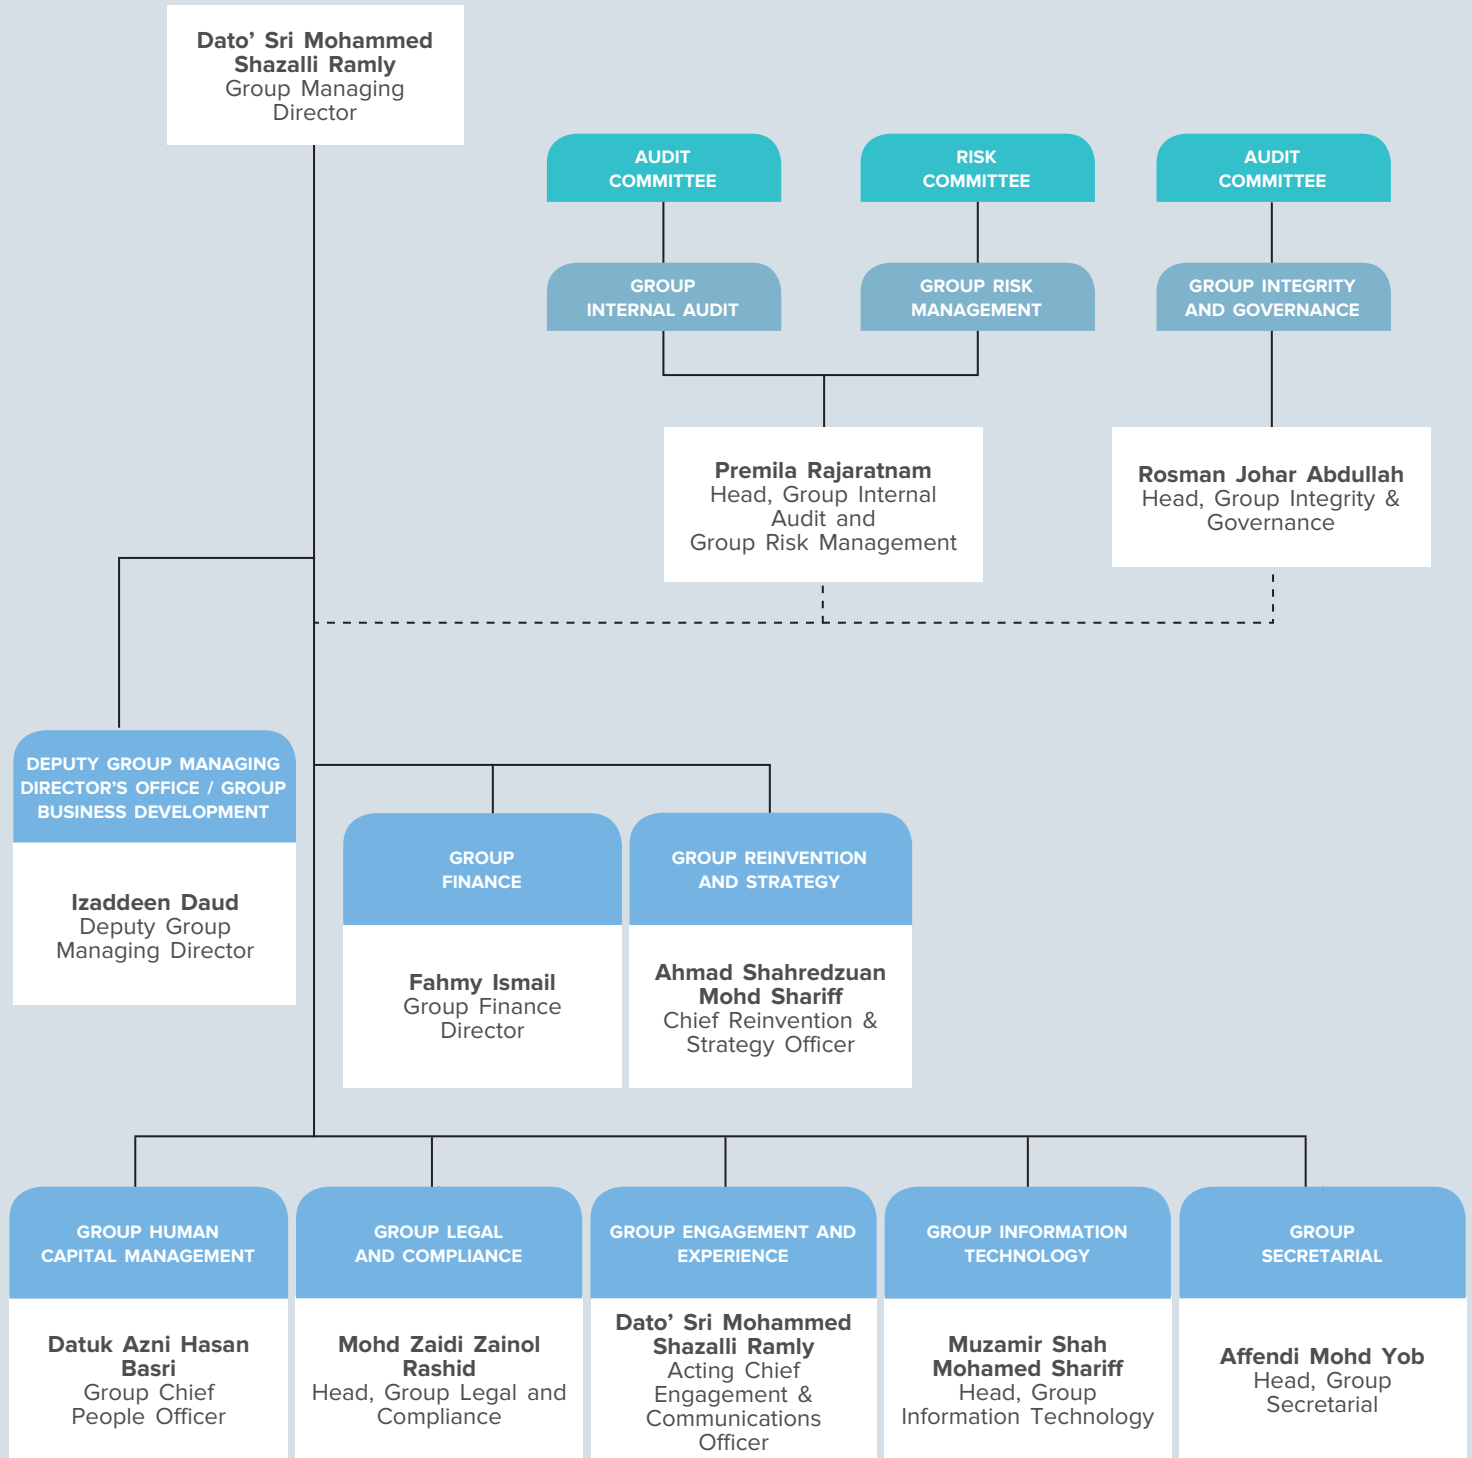 Dato’ Sri Mohammed
Shazalli Ramly
Group Managing
Director
AUDIT
COMMITTEE
RISK
COMMITTEE
AUDIT
COMMITTEE
GROUP
INTERNAL AUDIT
GROUP RISK
MANAGEMENT
GROUP INTEGRITY
AND GOVERNANCE
Premila Rajaratnam
Head, Group Internal
Audit and
Group Risk Management
Rosman Johar Abdullah
Head, Group Integrity &
Governance
DEPUTY GROUP MANAGING
DIRECTOR’S OFFICE / GROUP
BUSINESS DEVELOPMENT
Izaddeen Daud
Deputy Group
Managing Director
GROUP
FINANCE
Fahmy Ismail
Group Finance
Director
GROUP REINVENTION
AND STRATEGY
Ahmad Shahredzuan
Mohd Shariff
Chief Reinvention &
Strategy Officer
GROUP HUMAN
CAPITAL MANAGEMENT
Datuk Azni Hasan
Basri
Group Chief
People Officer
GROUP LEGAL
AND COMPLIANCE
Mohd Zaidi Zainol
Rashid
Head, Group Legal and
Compliance
GROUP ENGAGEMENT AND
EXPERIENCE
Dato’ Sri Mohammed
Shazalli Ramly
Acting Chief
Engagement &
Communications
Officer
GROUP INFORMATION
TECHNOLOGY
Muzamir Shah
Mohamed Shariff
Head, Group
Information Technology
GROUP
SECRETARIAL
Affendi Mohd Yob
Head, Group
Secretarial